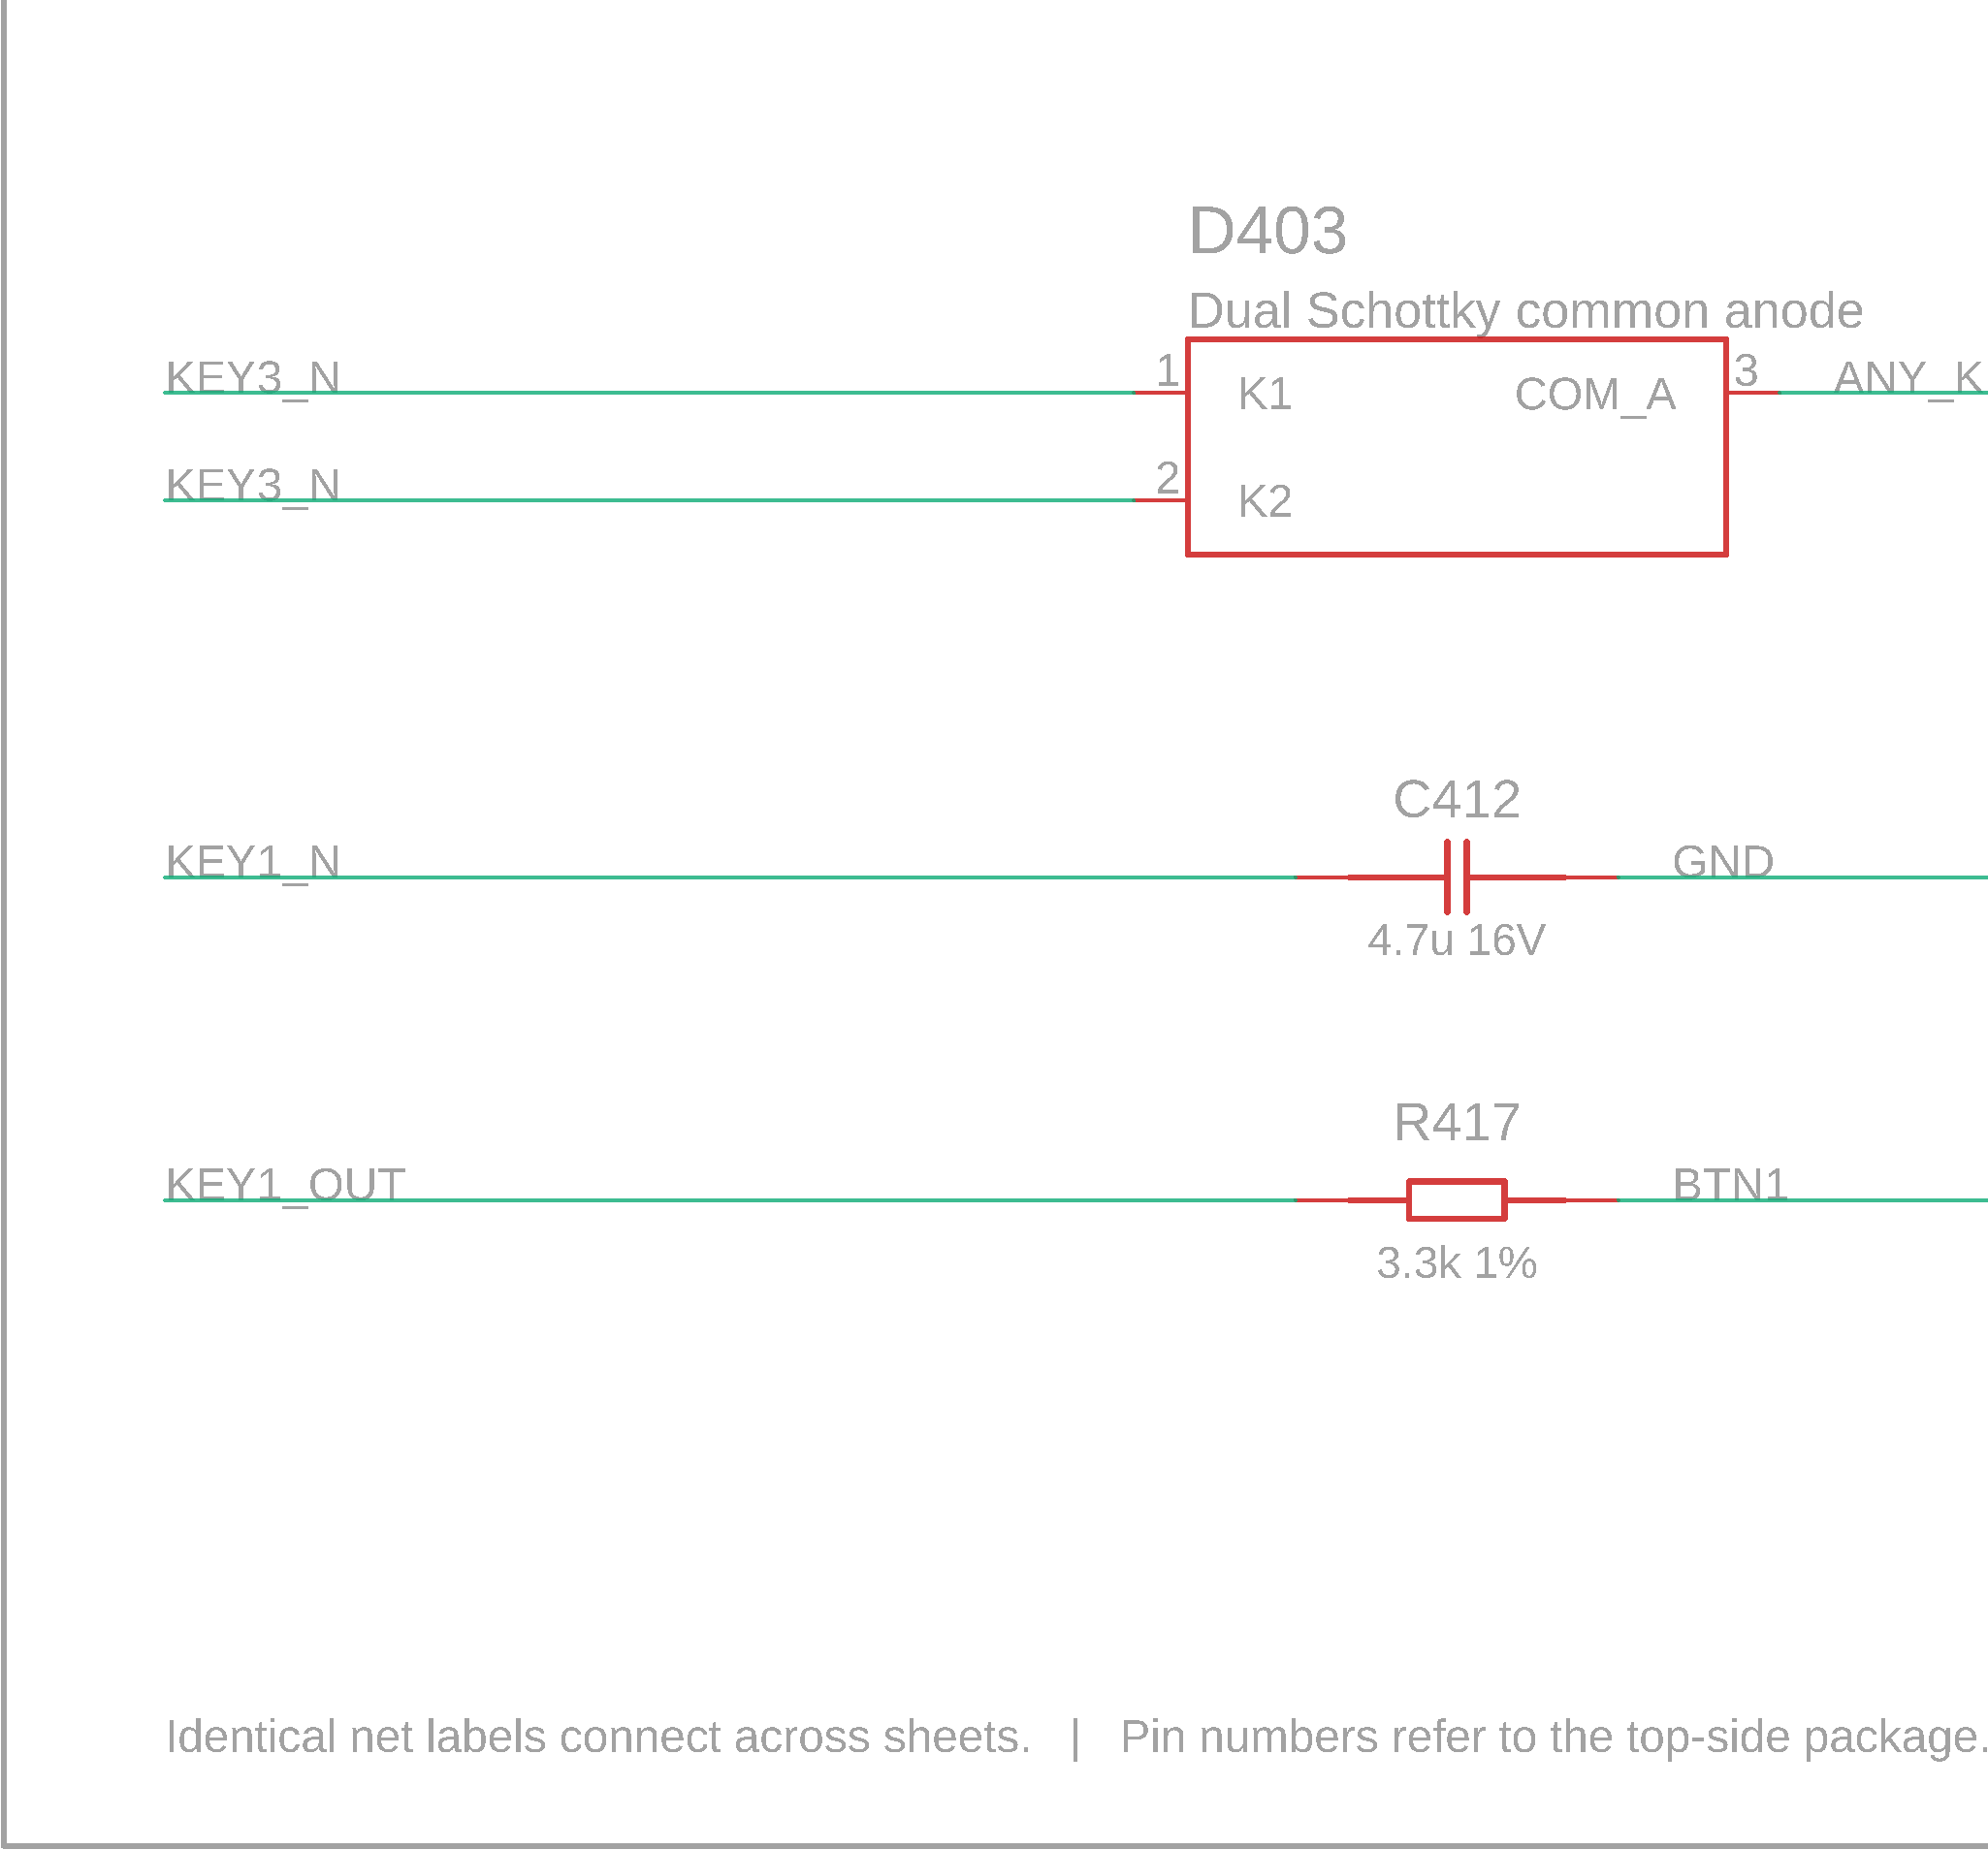 D403
Dual Schottky common anode
KEY3_N 1 K1 COM_A 3 ANY_K
KEY3_N 2 K2
C412
KEY1_N GND
4.7u 16V
R417
KEY1_OUT BTN1
3.3k 1%
Identical net labels connect across sheets. | Pin numbers refer to the top-side package.